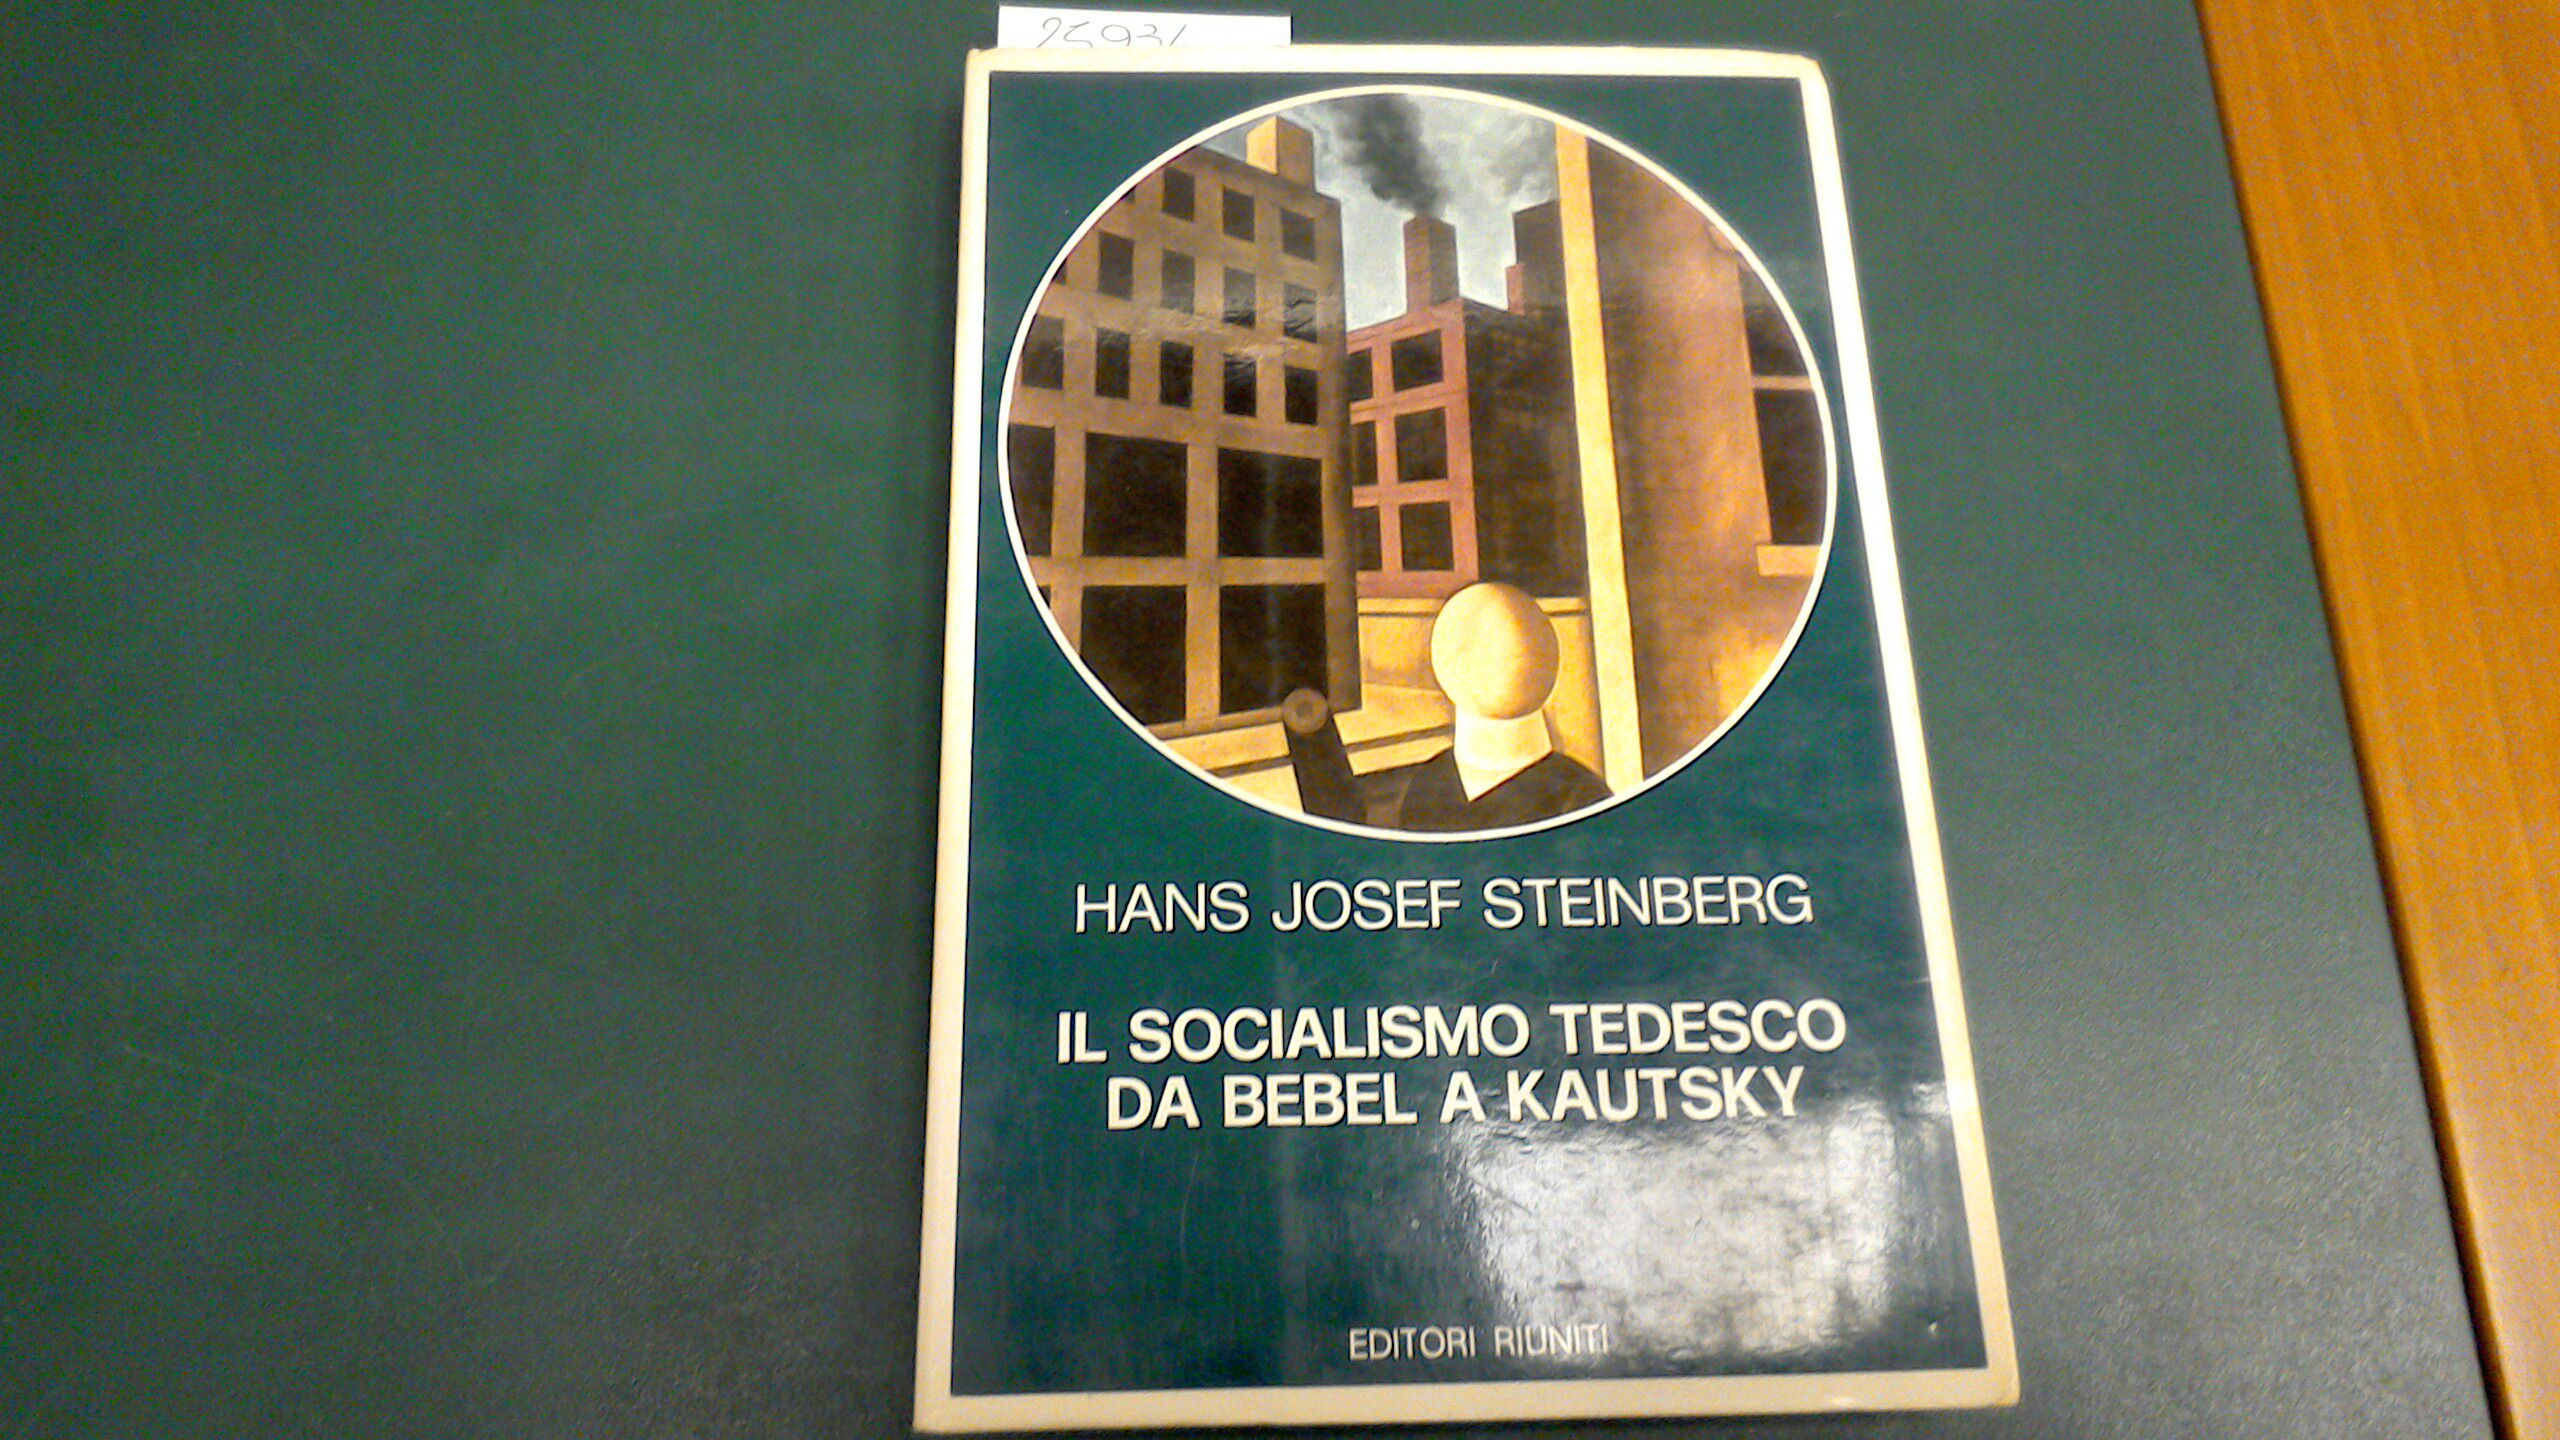 HANS JOSEF STEINBERG
IL SOCIALISMO TEDESCO
DA BEBEL A KAUTSKY
EDITORI RIUNITI